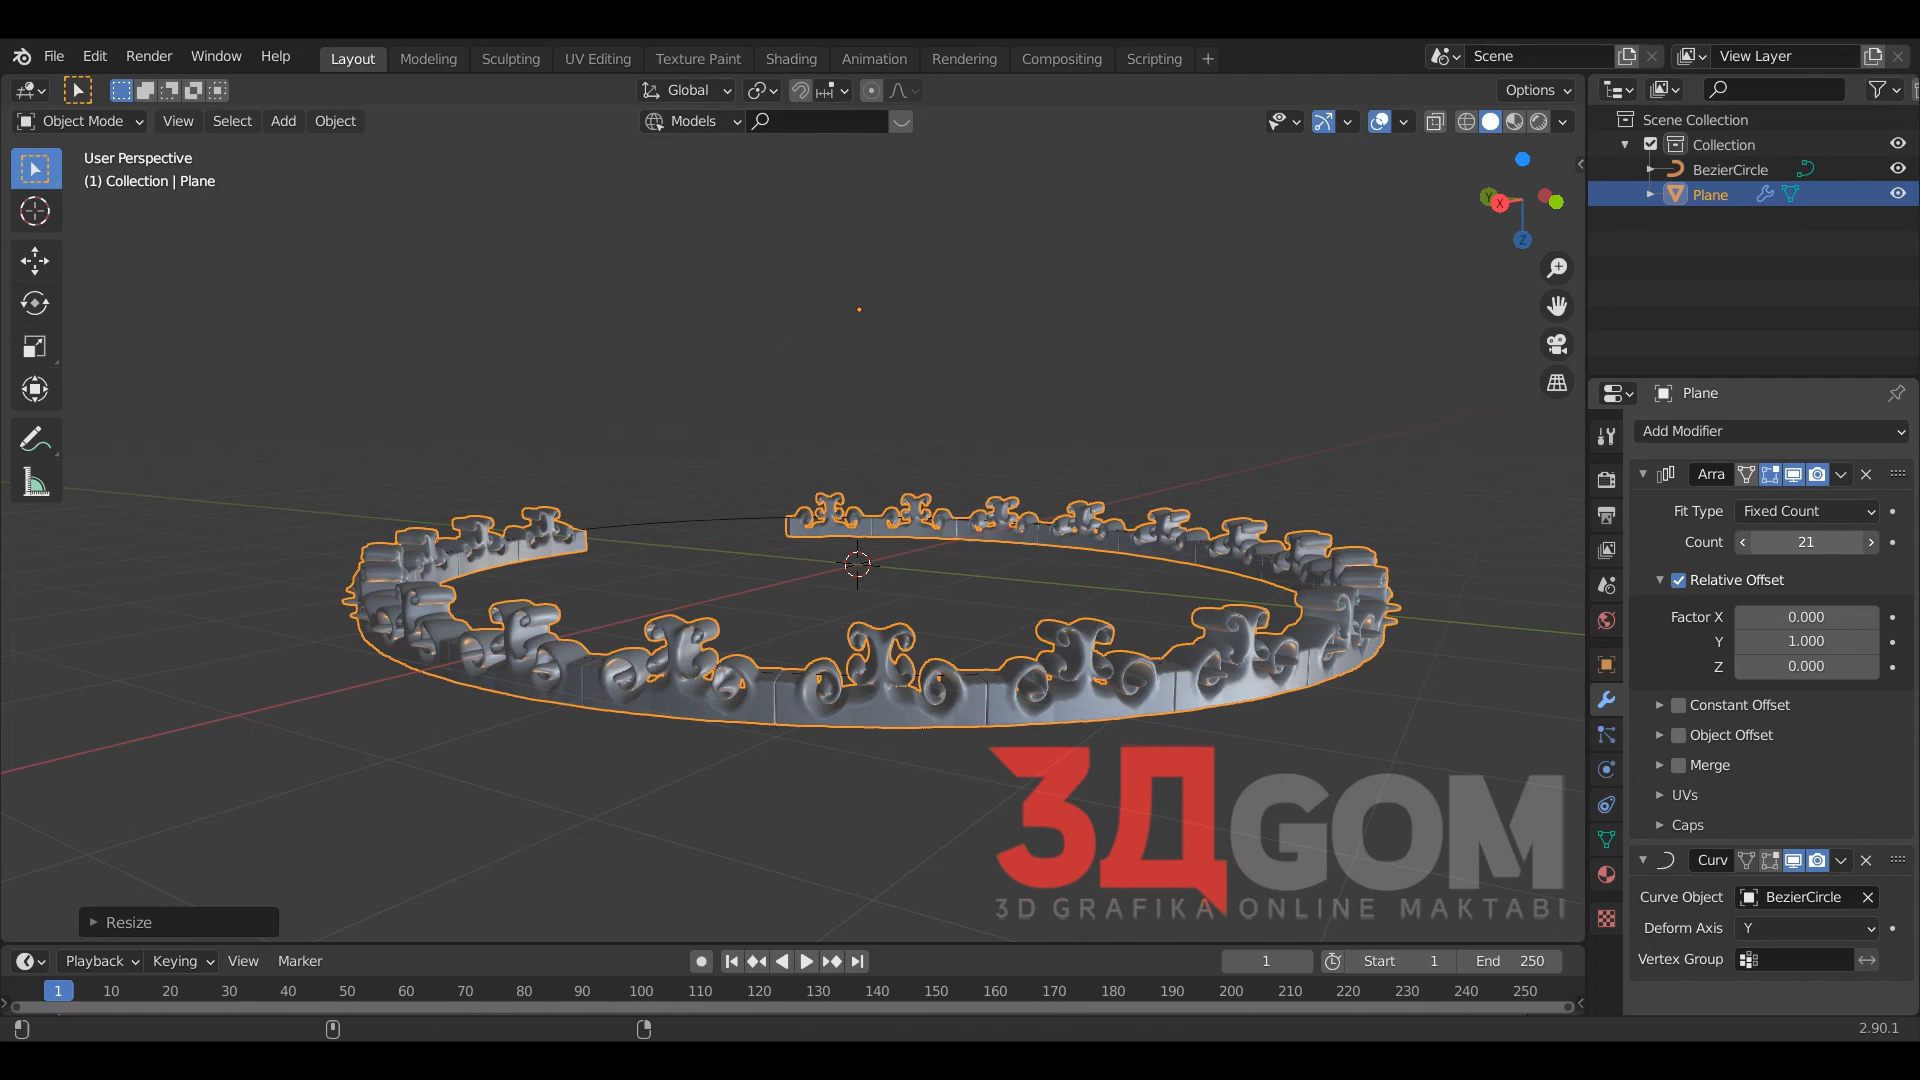 File Edit Render Window Help Layout Modeling Sculpting UV Editing Texture Paint Shading Animation Rendering Compositing Scripting + Scene View Layer
Global Options
Object Mode View Select Add Object Models
User Perspective
(1) Collection | Plane
Y X Z
Scene Collection
Collection
BezierCircle
Plane
Plane
Add Modifier
Arra
Fit Type Fixed Count
Count 21
Relative Offset
Factor X 0.000
Y 1.000
Z 0.000
Constant Offset
Object Offset
Merge
UVs
Caps
Curv
Curve Object BezierCircle
Deform Axis Y
Vertex Group
3ДGOM
3D GRAFIKA ONLINE MAKTABI
Resize
Playback Keying View Marker 1 Start 1 End 250
1 10 20 30 40 50 60 70 80 90 100 110 120 130 140 150 160 170 180 190 200 210 220 230 240 250
2.90.1